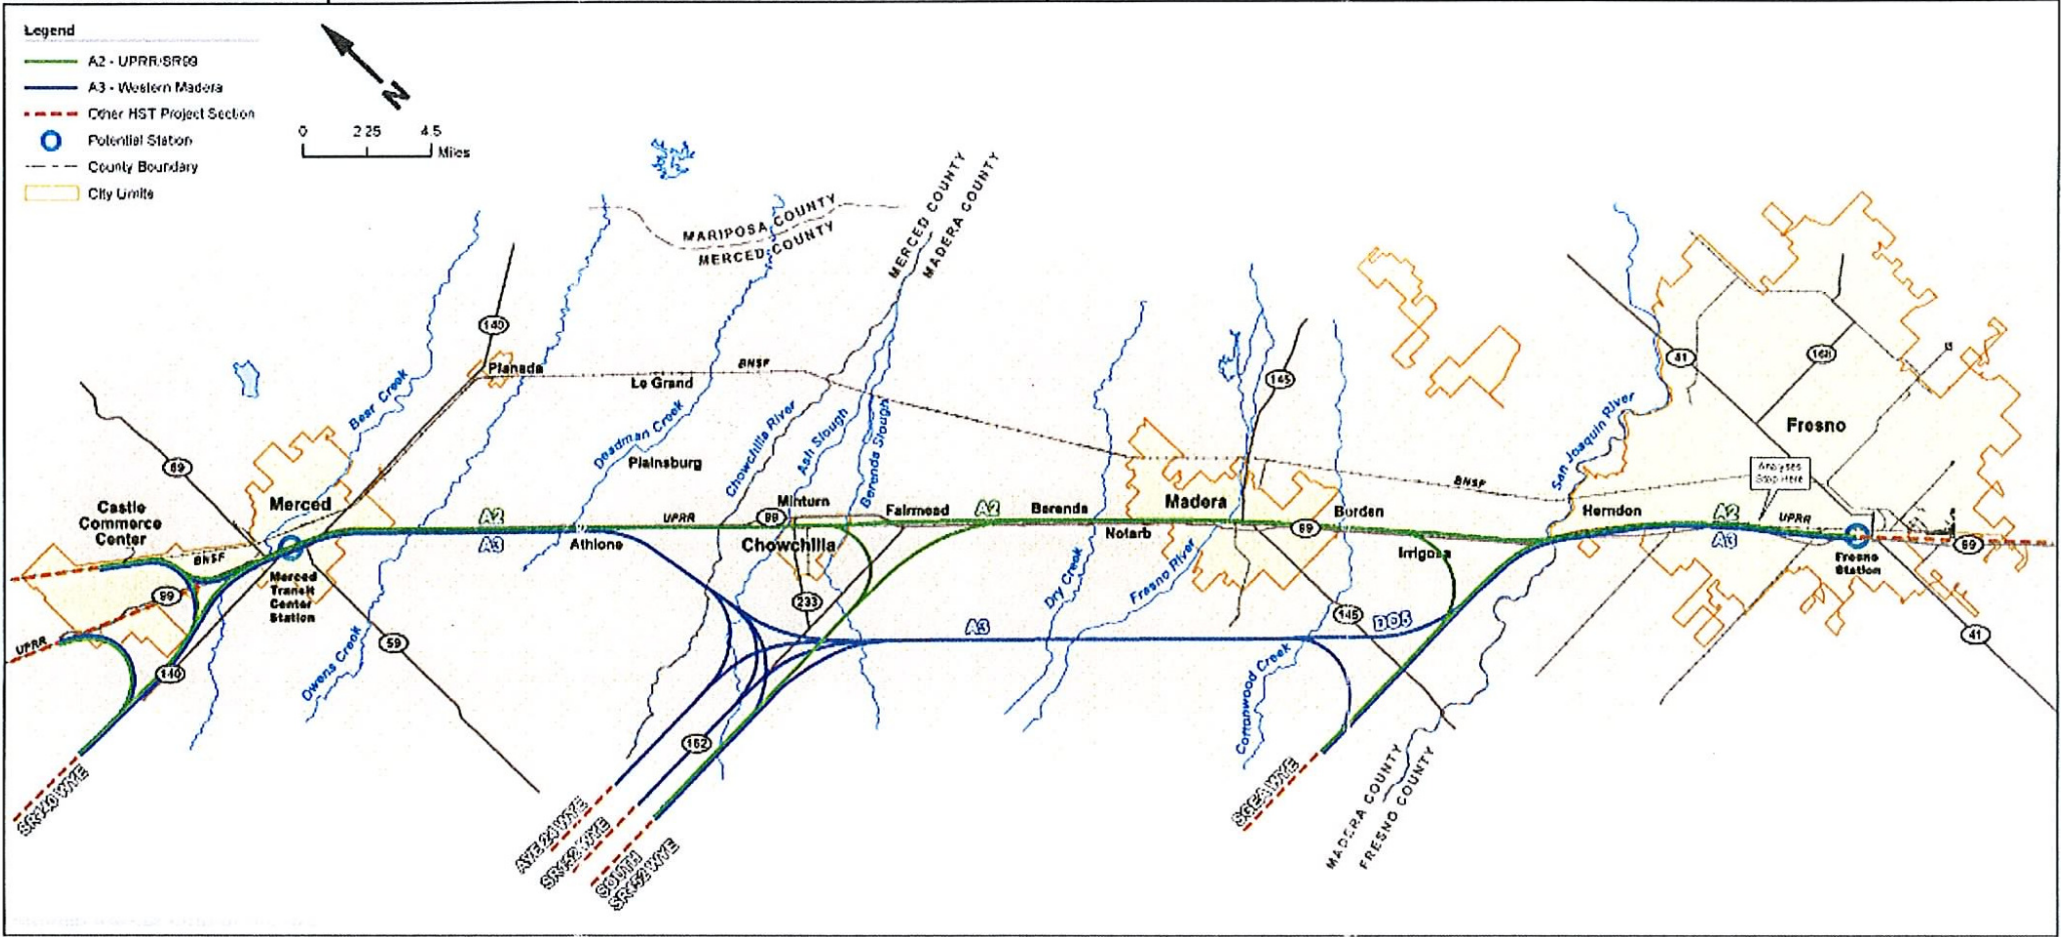 Legend
A2 - UPRR/SR99
A3 - Western Madera
Other HST Project Section
Potential Station
County Boundary
City Limits
N
0 2.25 4.5
Miles
MARIPOSA COUNTY
MERCED COUNTY
MERCED COUNTY
MADERA COUNTY
140
Planada
Le Grand
BNSF
Bear Creek
Deadman Creek
Plainsburg
Chowchilla River
Ash Slough
Berenda Slough
145
41
168
San Joaquin River
Fresno
59
Castle
Commerce
Center
Merced
BNSF
Merced
Transit
Center
Station
99
UPRR
140
Owens Creek
59
A2
A3
Athlone
UPRR
99
Minturn
Chowchilla
233
Fairmead
A2
Berenda
Notarb
Madera
Dry Creek
Fresno River
99
Borden
BNSF
Irrigosa
Herndon
Analyses
Stop Here
A2
A3
UPRR
Fresno
Station
99
41
A3
145
Cottonwood Creek
152
SR140 WYE
AVE 24 WYE
SR152 WYE
SOUTH
SR152 WYE
MADERA COUNTY
FRESNO COUNTY